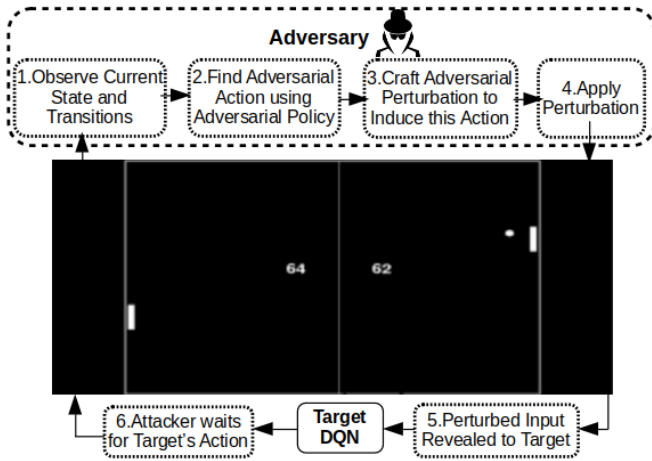 Adversary
1.Observe Current
State and
Transitions
2.Find Adversarial
Action using
Adversarial Policy
3.Craft Adversarial
Perturbation to
Induce this Action
4.Apply
Perturbation
64
62
6.Attacker waits
for Target's Action
Target
DQN
5.Perturbed Input
Revealed to Target